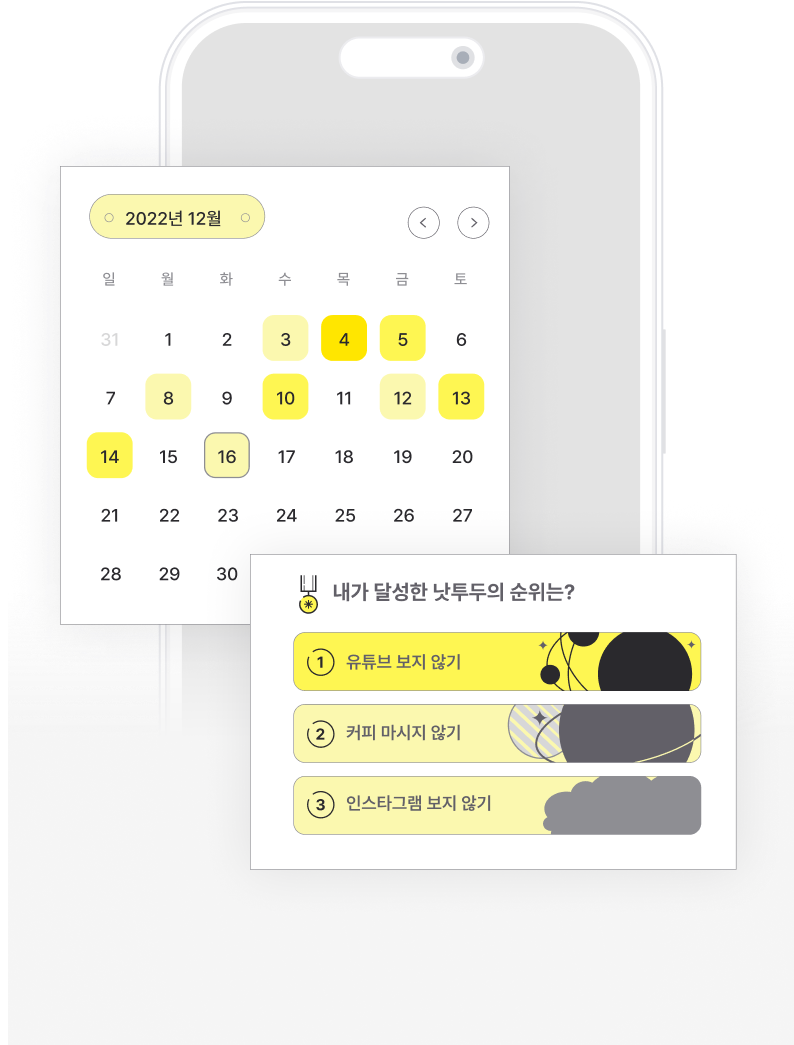 2022년 12월
일 월 화 수 목 금 토
31 1 2 3 4 5 6
7 8 9 10 11 12 13
14 15 16 17 18 19 20
21 22 23 24 25 26 27
28 29 30
내가 달성한 낫투두의 순위는?
1 유튜브 보지 않기
2 커피 마시지 않기
3 인스타그램 보지 않기